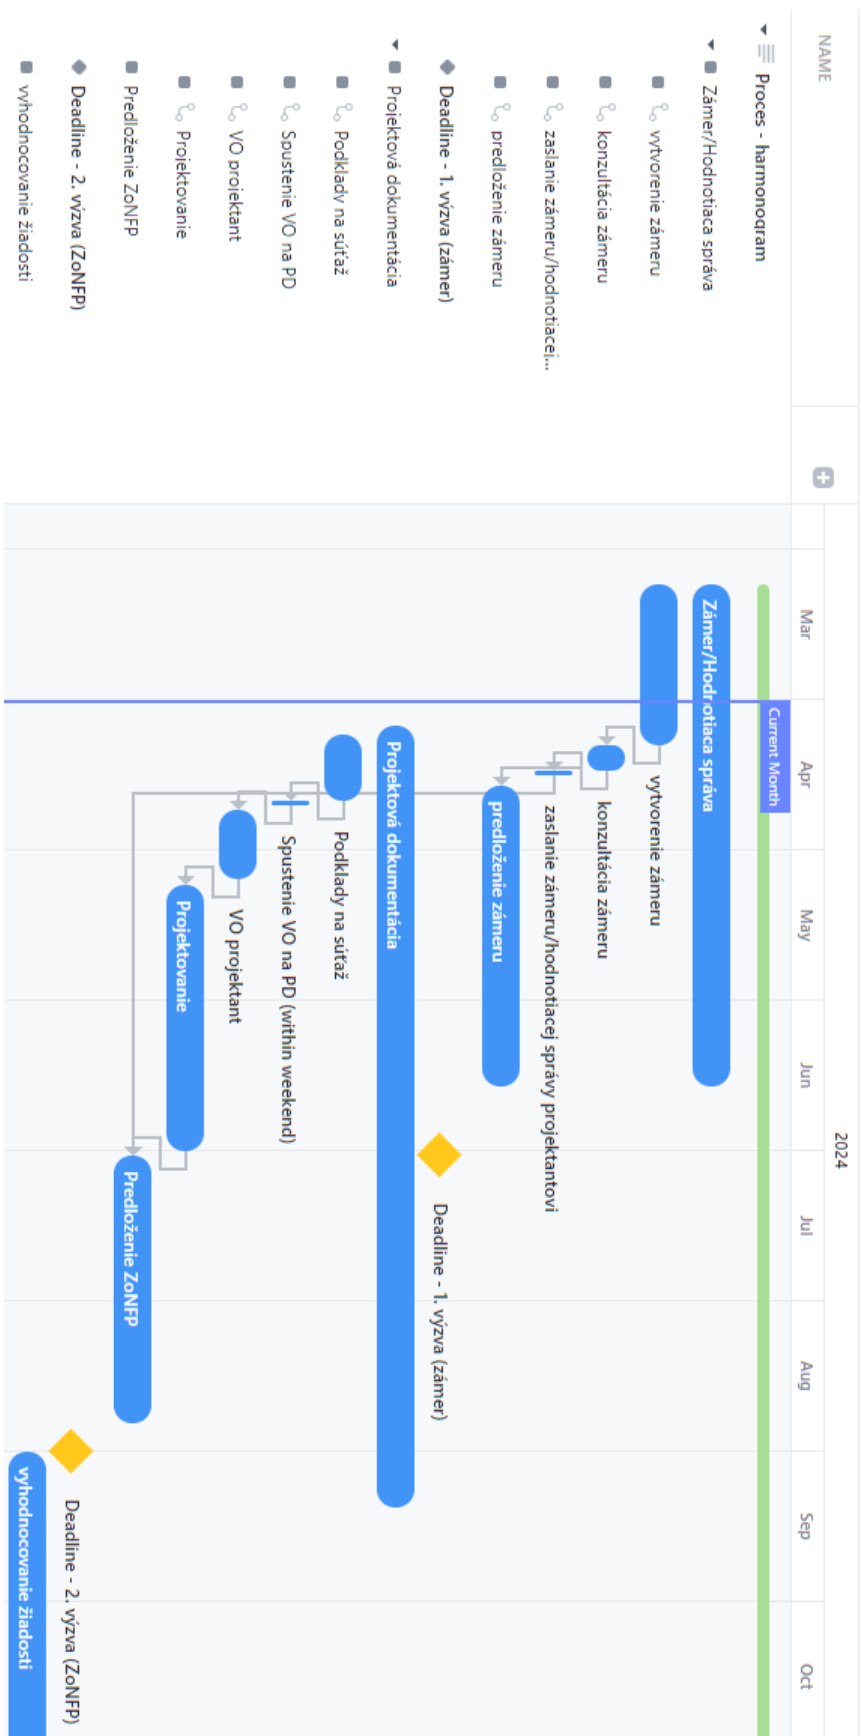 NAME
2024
Mar
Apr
May
Jun
Jul
Aug
Sep
Oct
Current Month
Proces - harmonogram
Zámer/Hodnotiaca správa
Zámer/Hodnotiaca správa
vytvorenie zámeru
vytvorenie zámeru
konzultácia zámeru
konzultácia zámeru
zaslanie zámeru/hodnotiacej...
zaslanie zámeru/hodnotiacej správy projektantovi
predloženie zámeru
predloženie zámeru
Deadline - 1. výzva (zámer)
Deadline - 1. výzva (zámer)
Projektová dokumentácia
Projektová dokumentácia
Podklady na súťaž
Podklady na súťaž
Spustenie VO na PD
Spustenie VO na PD (within weekend)
VO projektant
VO projektant
Projektovanie
Projektovanie
Predloženie ZoNFP
Predloženie ZoNFP
Deadline - 2. výzva (ZoNFP)
Deadline - 2. výzva (ZoNFP)
vyhodnocovanie žiadosti
vyhodnocovanie žiadosti